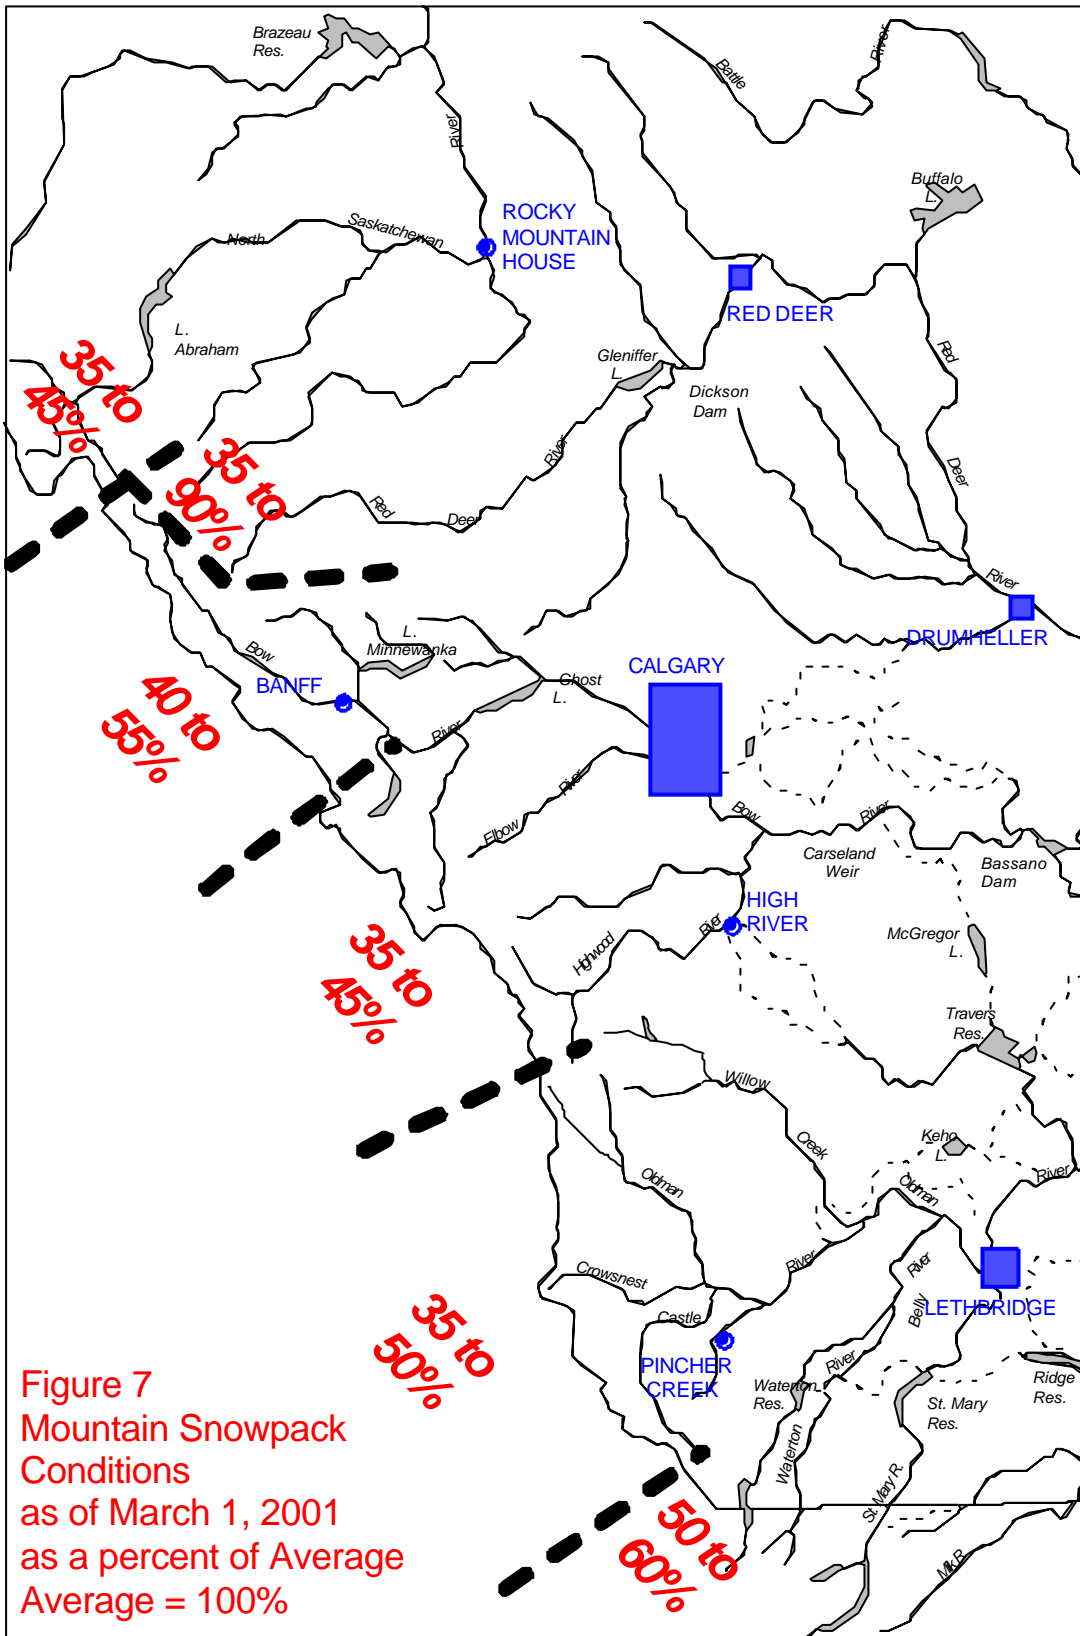 Brazeau
Res.
River
Battle
River
Buffalo
L.
North
Saskatchewan
ROCKY
MOUNTAIN
HOUSE
RED DEER
L.
Abraham
Gleniffer
L.
Dickson
Dam
Red
Deer
River
35 to
45%
35 to
90%
Red
Deer
River
DRUMHELLER
L.
Minnewanka
Bow
BANFF
River
Ghost
L.
CALGARY
40 to
55%
Elbow
River
Bow
River
Carseland
Weir
Bassano
Dam
HIGH
RIVER
Highwood
River
McGregor
L.
35 to
45%
Travers
Res.
Willow
Creek
Keho
L.
Oldman
River
Oldman
River
Crowsnest
Castle
PINCHER
CREEK
River
Belly
LETHBRIDGE
35 to
50%
Waterton
Res.
River
Waterton
St. Mary
Res.
Ridge
Res.
St. Mary R.
Milk R.
50 to
60%
Figure 7
Mountain Snowpack
Conditions
as of March 1, 2001
as a percent of Average
Average = 100%